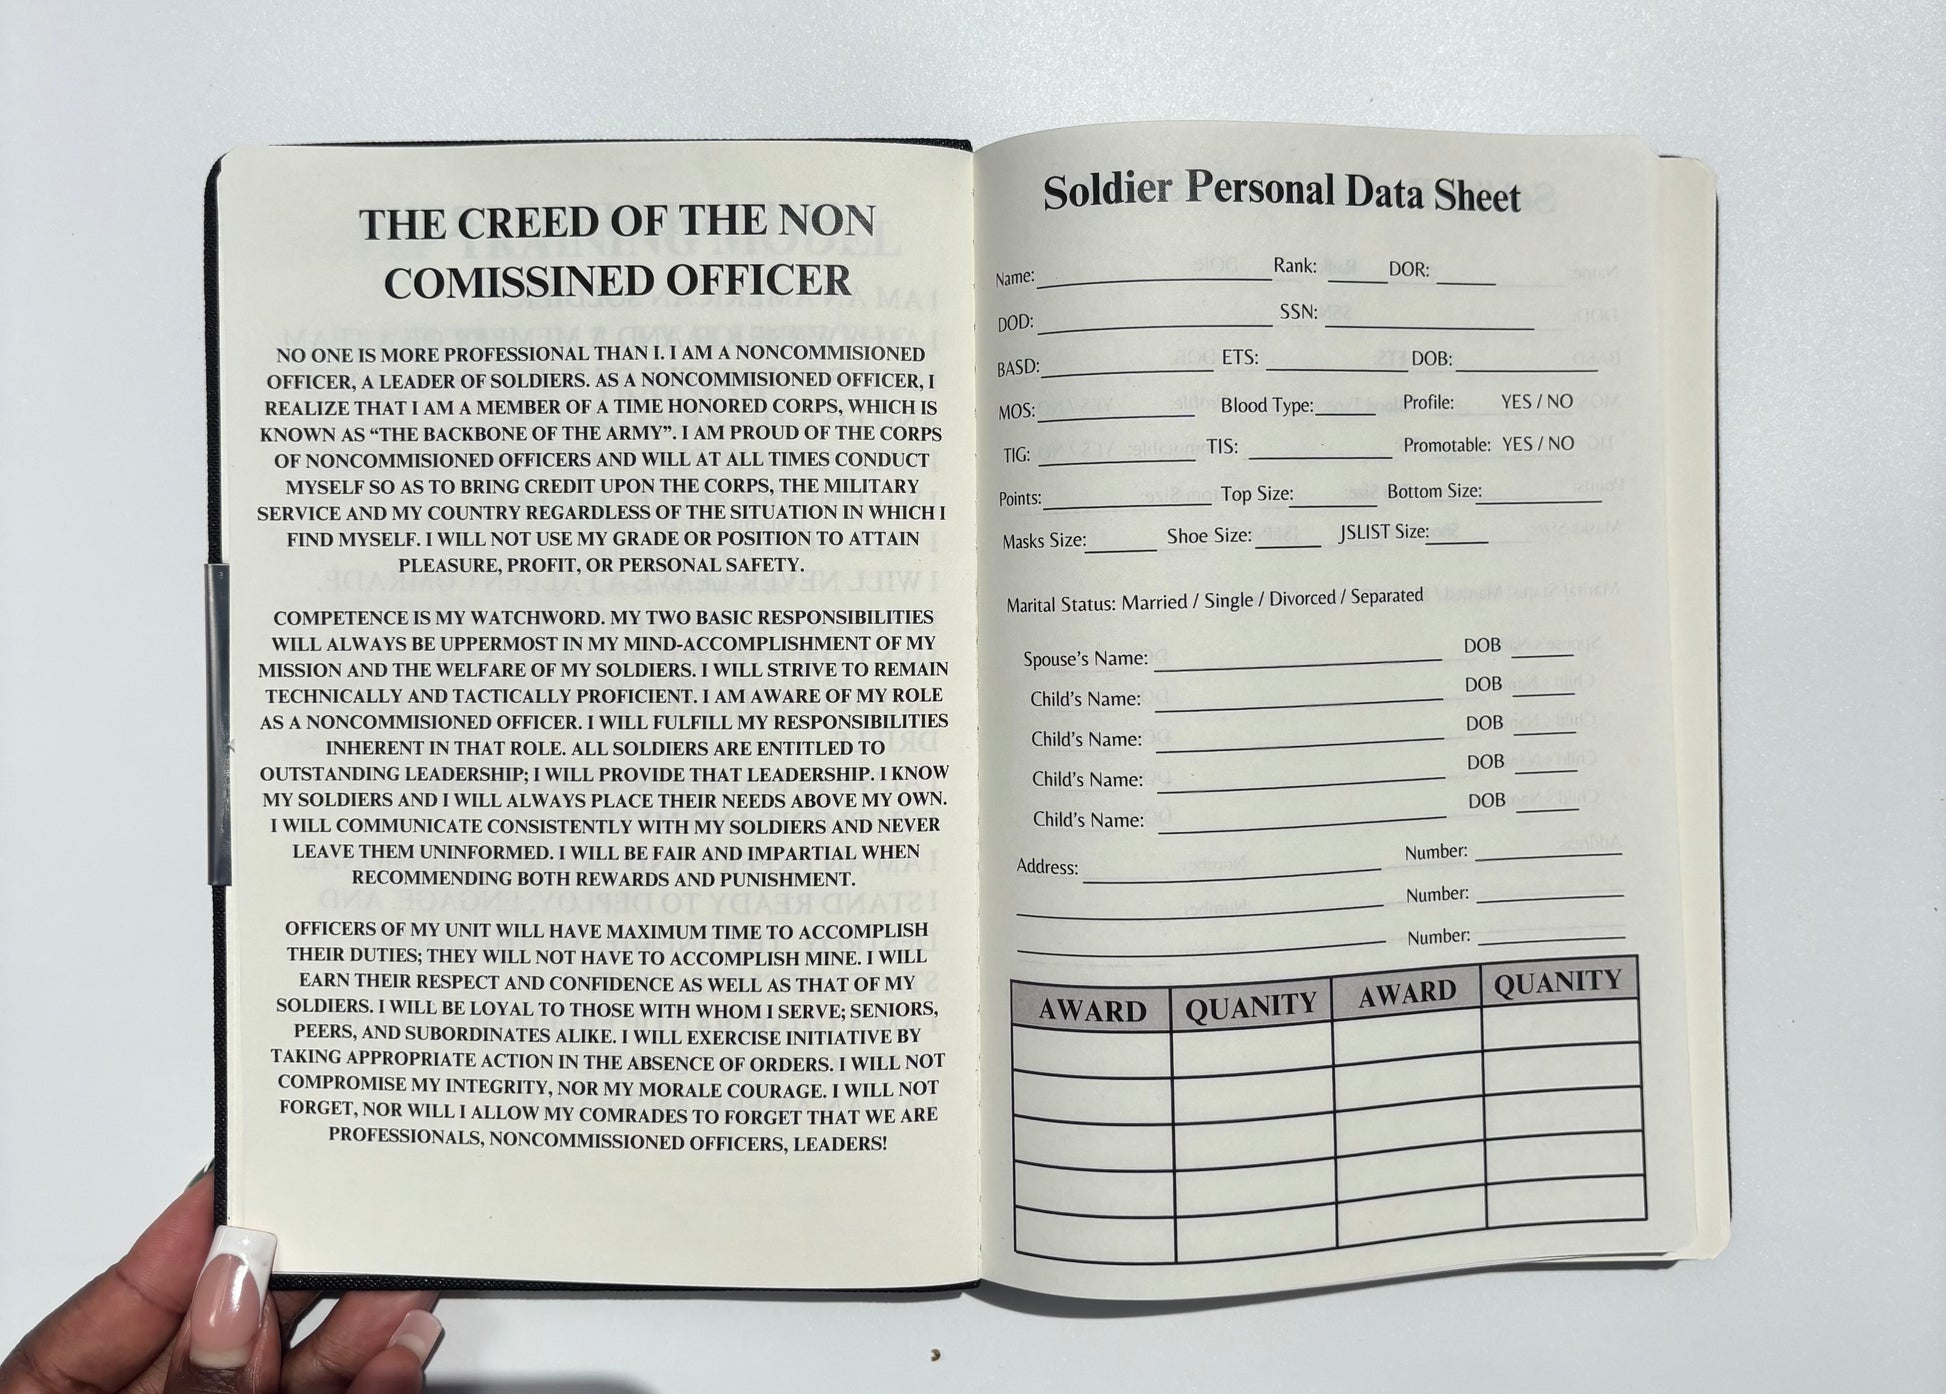 THE CREED OF THE NON
COMISSINED OFFICER
NO ONE IS MORE PROFESSIONAL THAN I. I AM A NONCOMMISIONED
OFFICER, A LEADER OF SOLDIERS. AS A NONCOMMISIONED OFFICER, I
REALIZE THAT I AM A MEMBER OF A TIME HONORED CORPS, WHICH IS
KNOWN AS “THE BACKBONE OF THE ARMY”. I AM PROUD OF THE CORPS
OF NONCOMMISIONED OFFICERS AND WILL AT ALL TIMES CONDUCT
MYSELF SO AS TO BRING CREDIT UPON THE CORPS, THE MILITARY
SERVICE AND MY COUNTRY REGARDLESS OF THE SITUATION IN WHICH I
FIND MYSELF. I WILL NOT USE MY GRADE OR POSITION TO ATTAIN
PLEASURE, PROFIT, OR PERSONAL SAFETY.
COMPETENCE IS MY WATCHWORD. MY TWO BASIC RESPONSIBILITIES
WILL ALWAYS BE UPPERMOST IN MY MIND-ACCOMPLISHMENT OF MY
MISSION AND THE WELFARE OF MY SOLDIERS. I WILL STRIVE TO REMAIN
TECHNICALLY AND TACTICALLY PROFICIENT. I AM AWARE OF MY ROLE
AS A NONCOMMISIONED OFFICER. I WILL FULFILL MY RESPONSIBILITIES
INHERENT IN THAT ROLE. ALL SOLDIERS ARE ENTITLED TO
OUTSTANDING LEADERSHIP; I WILL PROVIDE THAT LEADERSHIP. I KNOW
MY SOLDIERS AND I WILL ALWAYS PLACE THEIR NEEDS ABOVE MY OWN.
I WILL COMMUNICATE CONSISTENTLY WITH MY SOLDIERS AND NEVER
LEAVE THEM UNINFORMED. I WILL BE FAIR AND IMPARTIAL WHEN
RECOMMENDING BOTH REWARDS AND PUNISHMENT.
OFFICERS OF MY UNIT WILL HAVE MAXIMUM TIME TO ACCOMPLISH
THEIR DUTIES; THEY WILL NOT HAVE TO ACCOMPLISH MINE. I WILL
EARN THEIR RESPECT AND CONFIDENCE AS WELL AS THAT OF MY
SOLDIERS. I WILL BE LOYAL TO THOSE WITH WHOM I SERVE; SENIORS,
PEERS, AND SUBORDINATES ALIKE. I WILL EXERCISE INITIATIVE BY
TAKING APPROPRIATE ACTION IN THE ABSENCE OF ORDERS. I WILL NOT
COMPROMISE MY INTEGRITY, NOR MY MORALE COURAGE. I WILL NOT
FORGET, NOR WILL I ALLOW MY COMRADES TO FORGET THAT WE ARE
PROFESSIONALS, NONCOMMISSIONED OFFICERS, LEADERS!
Soldier Personal Data Sheet
Name: Rank: DOR:
DOD: SSN:
BASD: ETS: DOB:
MOS: Blood Type: Profile: YES / NO
TIG: TIS: Promotable: YES / NO
Points: Top Size: Bottom Size:
Masks Size: Shoe Size: JSLIST Size:
Marital Status: Married / Single / Divorced / Separated
Spouse's Name: DOB
Child's Name: DOB
Child's Name: DOB
Child's Name: DOB
Child's Name: DOB
Address: Number:
Number:
Number:
AWARD QUANITY AWARD QUANITY